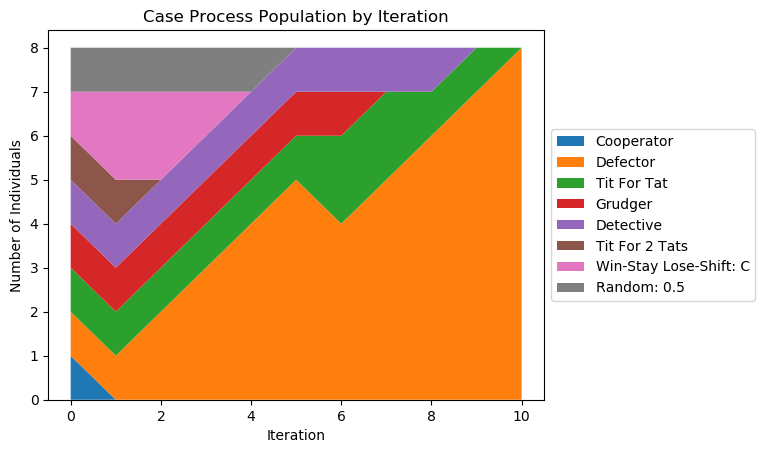 Case Process Population by Iteration
Number of Individuals
8
7
6
5
4
3
2
1
0
0 2 4 6 8 10
Iteration
Cooperator
Defector
Tit For Tat
Grudger
Detective
Tit For 2 Tats
Win-Stay Lose-Shift: C
Random: 0.5